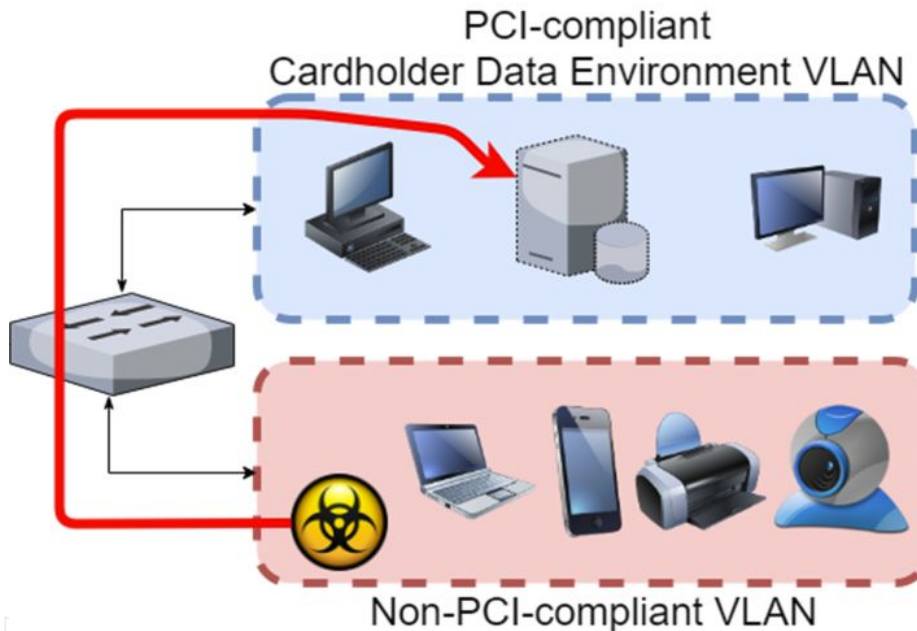 PCI-compliant
Cardholder Data Environment VLAN
Non-PCI-compliant VLAN